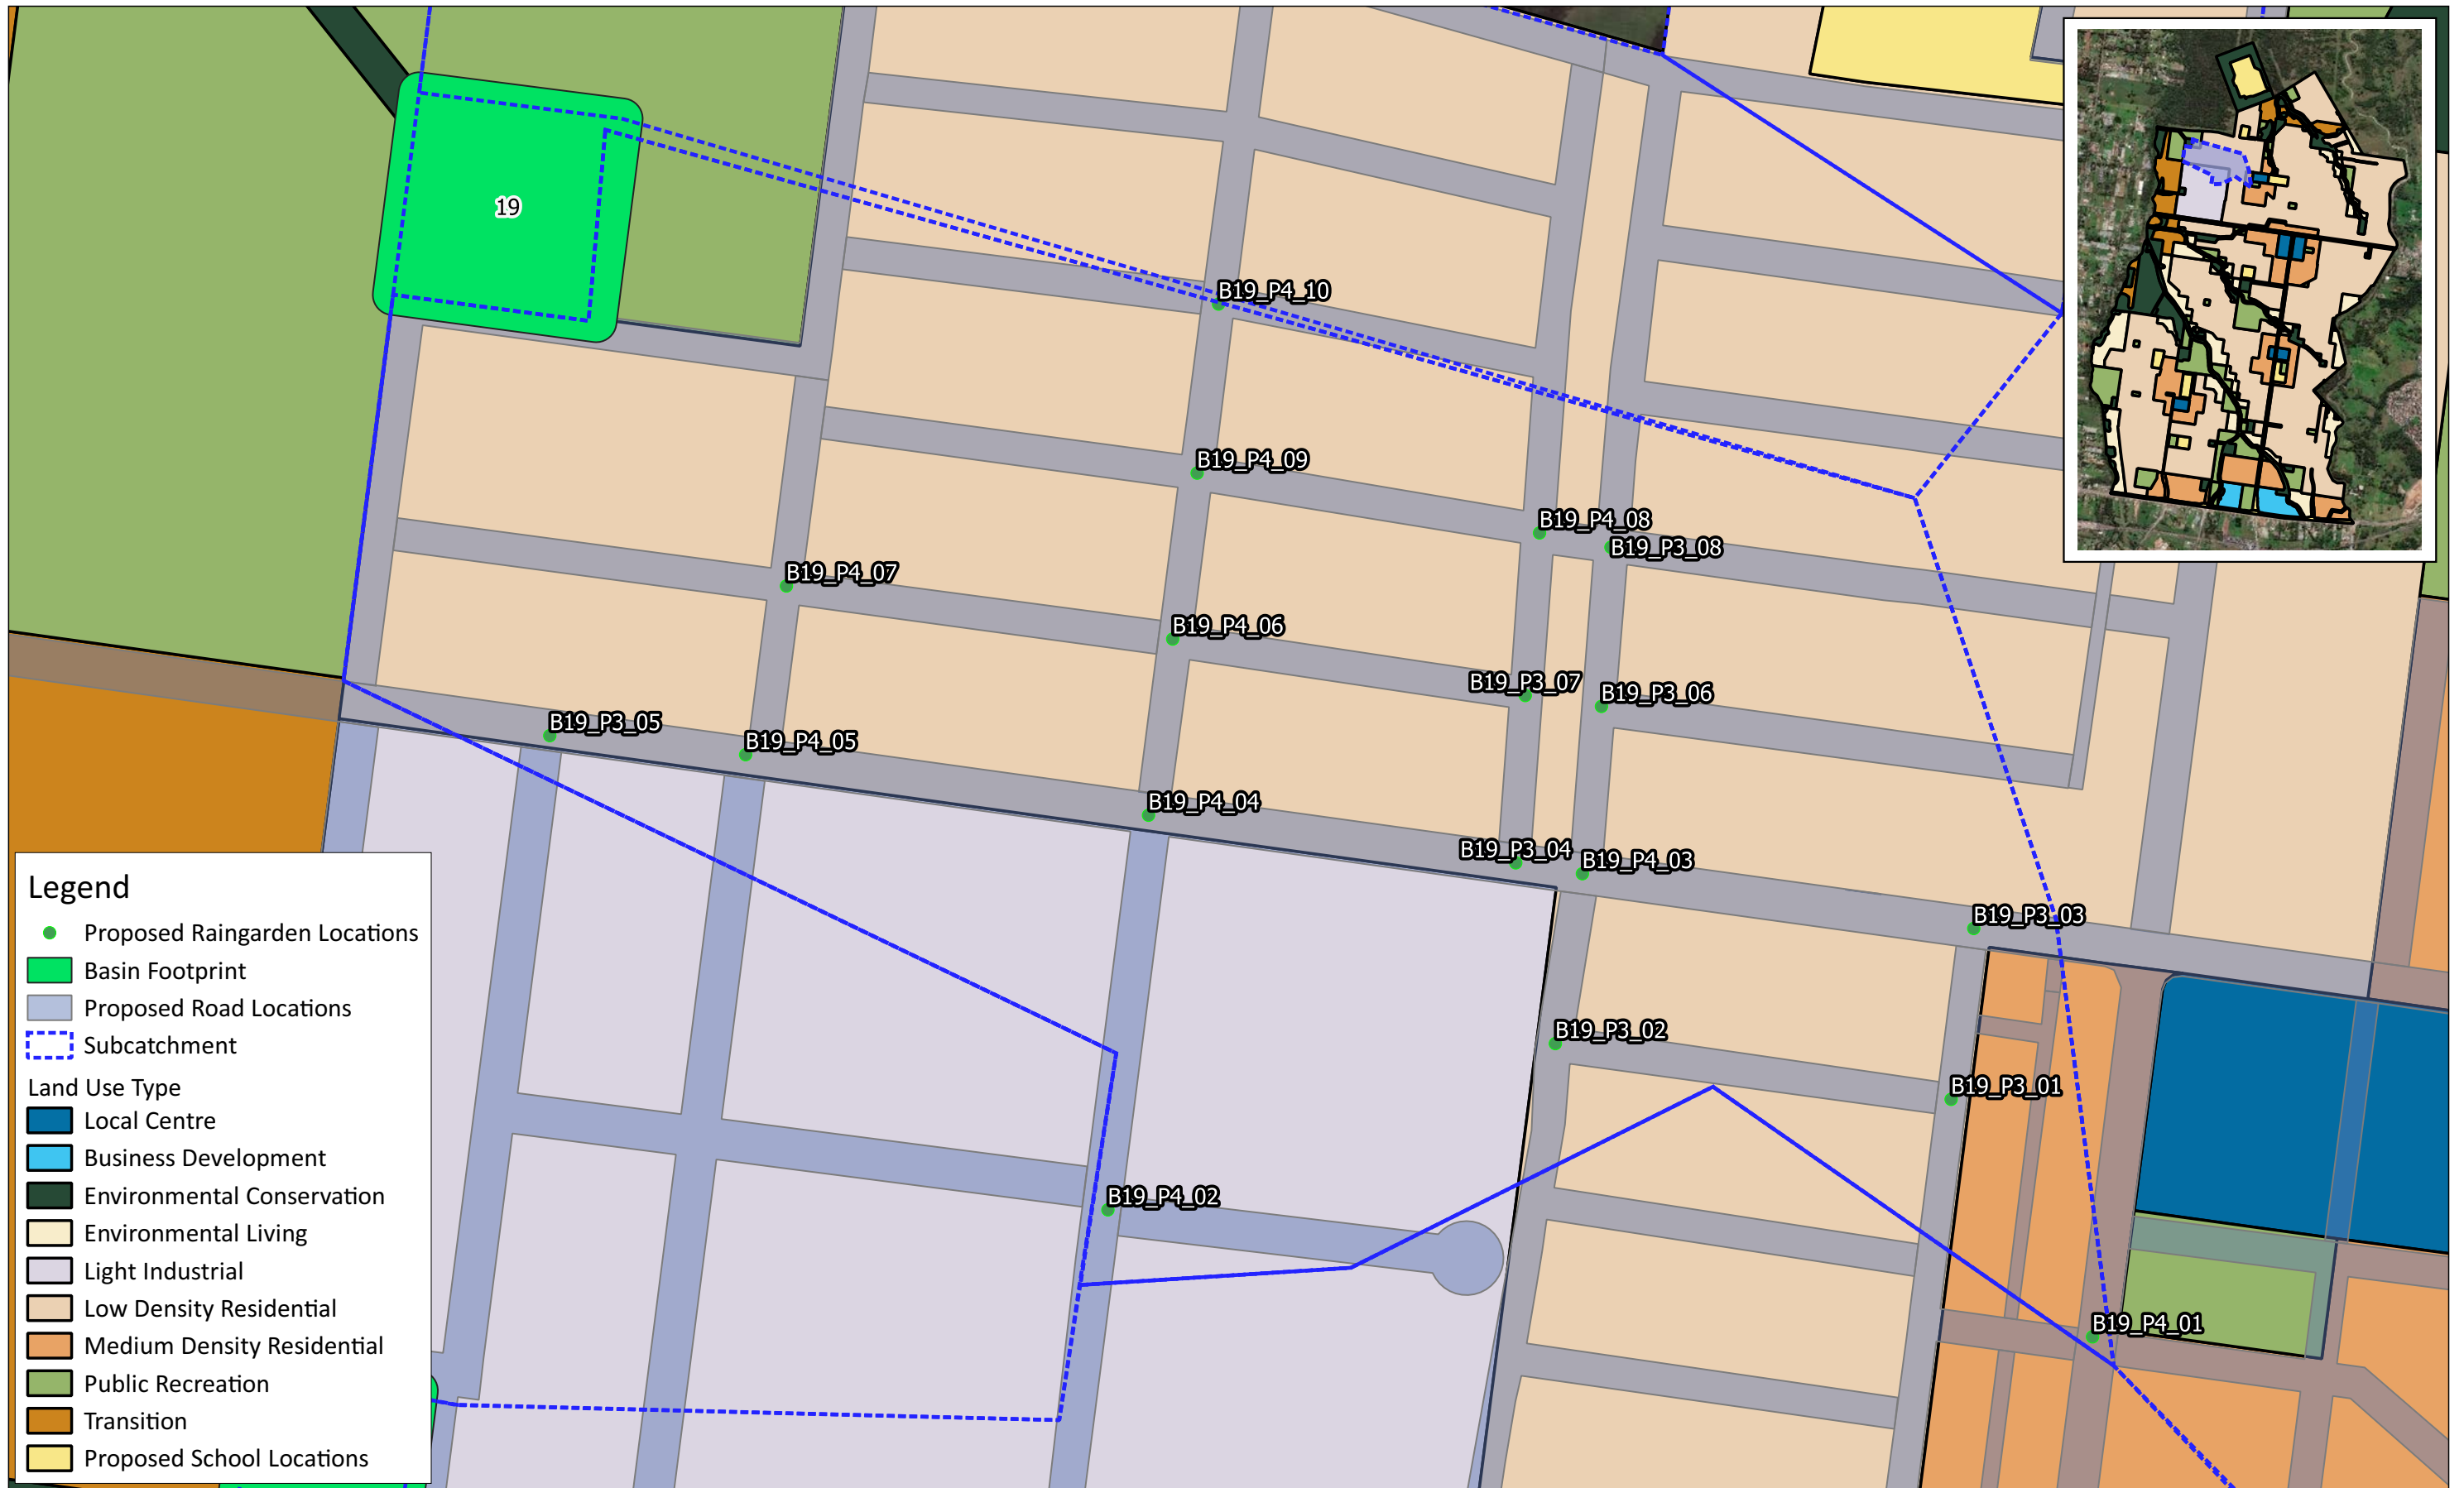 19
B19_P4_10
B19_P4_09
B19_P4_08
B19_P3_08
B19_P4_07
B19_P4_06
B19_P3_07
B19_P3_06
B19_P3_05
B19_P4_05
B19_P4_04
B19_P3_04
B19_P4_03
B19_P3_03
B19_P3_02
B19_P3_01
B19_P4_02
B19_P4_01
Legend
Proposed Raingarden Locations
Basin Footprint
Proposed Road Locations
Subcatchment
Land Use Type
Local Centre
Business Development
Environmental Conservation
Environmental Living
Light Industrial
Low Density Residential
Medium Density Residential
Public Recreation
Transition
Proposed School Locations